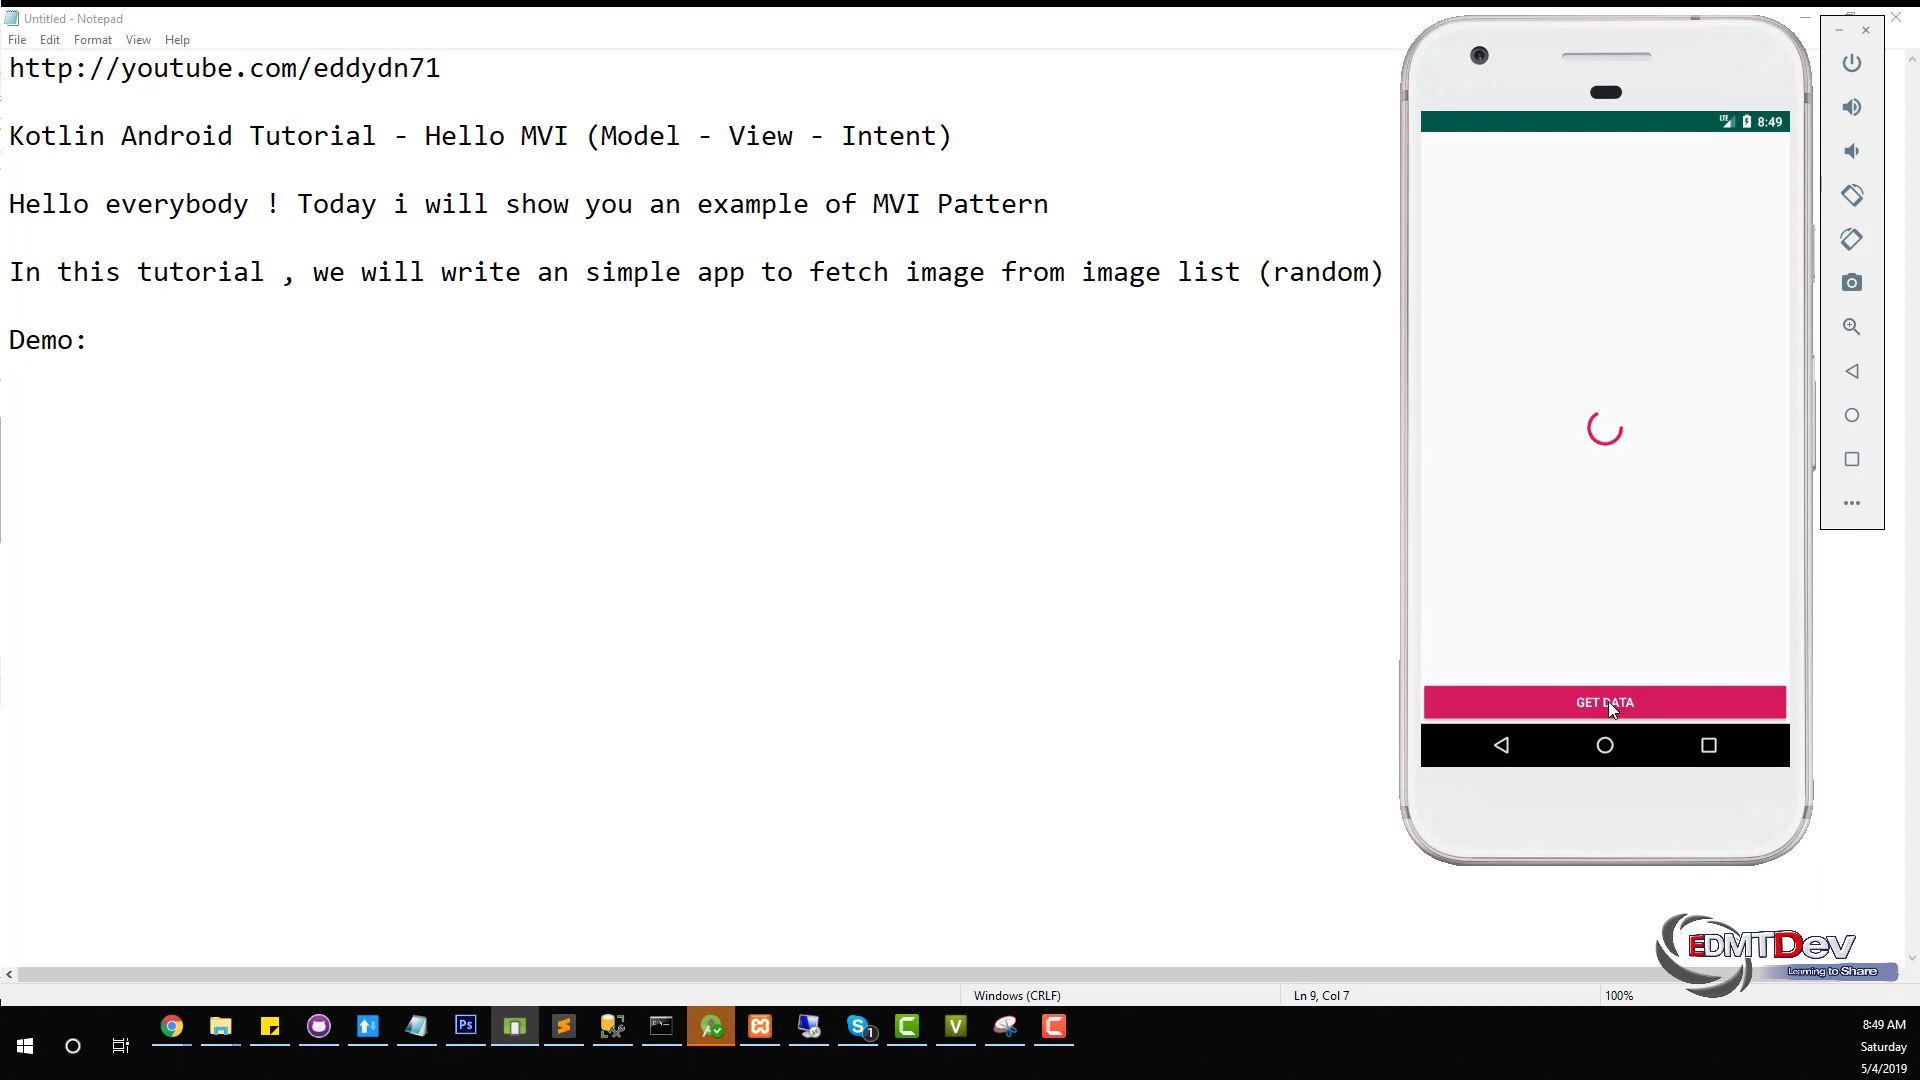 Untitled - Notepad
File Edit Format View Help
http://youtube.com/eddydn71
Kotlin Android Tutorial - Hello MVI (Model - View - Intent)
Hello everybody ! Today i will show you an example of MVI Pattern
In this tutorial , we will write an simple app to fetch image from image list (random)
Demo:
LTE 8:49
GET DATA
EDMTDev
Learning to Share
Windows (CRLF) Ln 9, Col 7 100%
Ps
1
V
8:49 AM
Saturday
5/4/2019